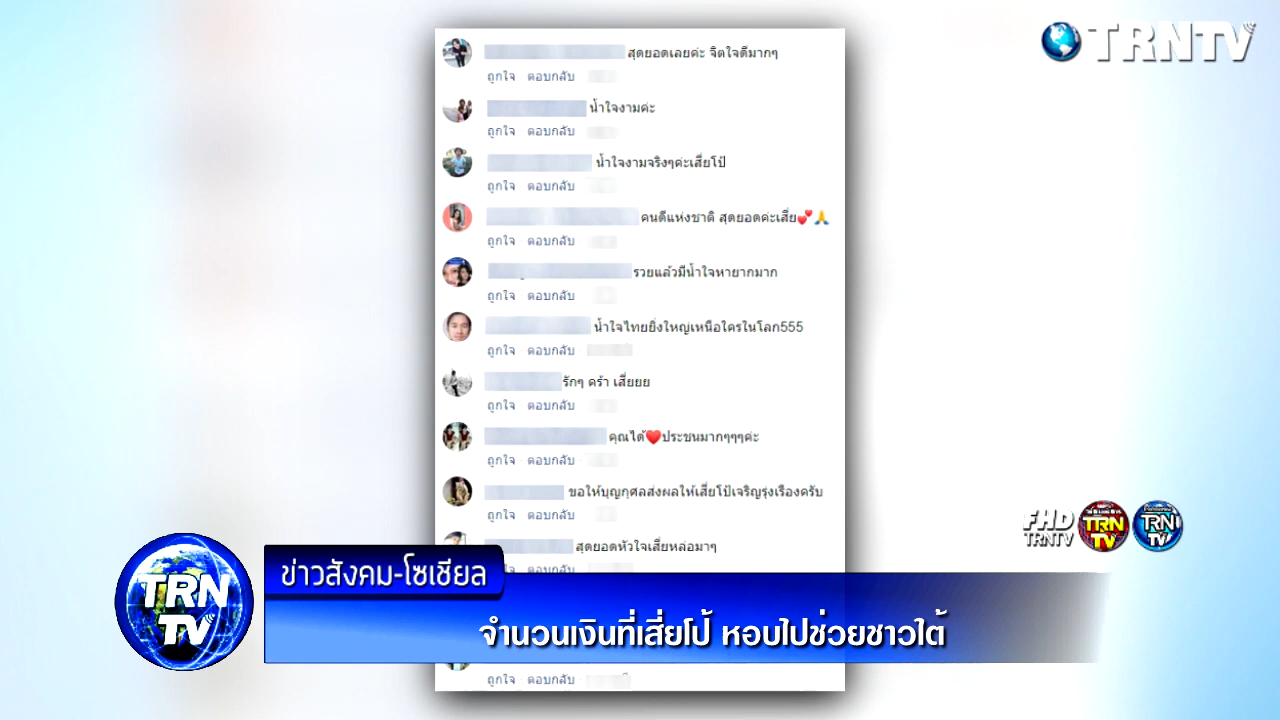 TRNTV
สุดยอดเลยค่ะ จิตใจดีมากๆ
ถูกใจ ตอบกลับ
น้ำใจงามค่ะ
ถูกใจ ตอบกลับ
น้ำใจงามจริงๆค่ะเสี่ยโป้
ถูกใจ ตอบกลับ
คนดีแห่งชาติ สุดยอดค่ะเสี่ย💕🙏
ถูกใจ ตอบกลับ
รวยแล้วมีน้ำใจหายากมาก
ถูกใจ ตอบกลับ
น้ำใจไทยยิ่งใหญ่เหนือใครในโลก555
ถูกใจ ตอบกลับ
รักๆ คร้า เสี่ยยย
ถูกใจ ตอบกลับ
คุณได้❤️ประชนมากๆๆๆค่ะ
ถูกใจ · ตอบกลับ ·
ขอให้บุญกุศลส่งผลให้เสี่ยโป้เจริญรุ่งเรืองครับ
ถูกใจ ตอบกลับ
สุดยอดหัวใจเสี่ยหล่อมาๆ
ตอบกลับ
FHD
TRNTV
TRN
TV
TRN
TV
TRN
TV
ข่าวสังคม-โซเชียล
จำนวนเงินที่เสี่ยโป้ หอบไปช่วยชาวใต้
ถูกใจ · ตอบกลับ ·